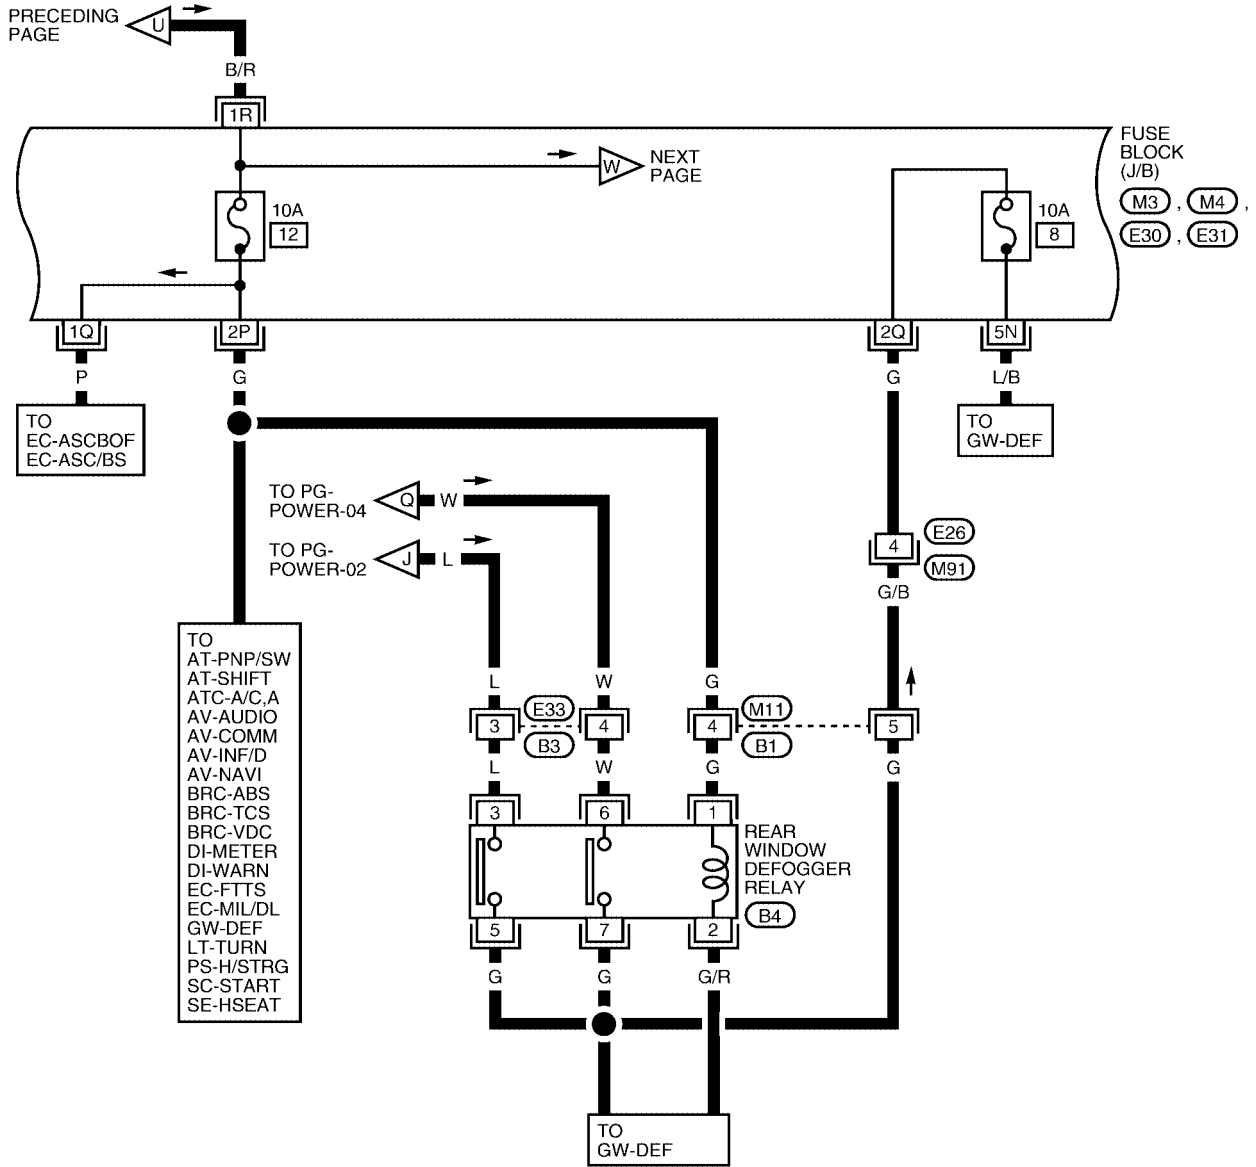 PRECEDING
PAGE
U
B/R
1R
W
NEXT
PAGE
FUSE
BLOCK
(J/B)
M3 , M4 ,
E30 , E31
10A
12
10A
8
1Q
2P
2Q
5N
P
G
G
L/B
TO
EC-ASCBOF
EC-ASC/BS
TO
GW-DEF
TO PG-
POWER-04
Q
W
TO PG-
POWER-02
J
L
4
E26
M91
G/B
TO
AT-PNP/SW
AT-SHIFT
ATC-A/C,A
AV-AUDIO
AV-COMM
AV-INF/D
AV-NAVI
BRC-ABS
BRC-TCS
BRC-VDC
DI-METER
DI-WARN
EC-FTTS
EC-MIL/DL
GW-DEF
LT-TURN
PS-H/STRG
SC-START
SE-HSEAT
L
W
G
3
E33
B3
4
4
M11
B1
5
L
W
G
G
3
6
1
REAR
WINDOW
DEFOGGER
RELAY
B4
5
7
2
G
G
G/R
TO
GW-DEF